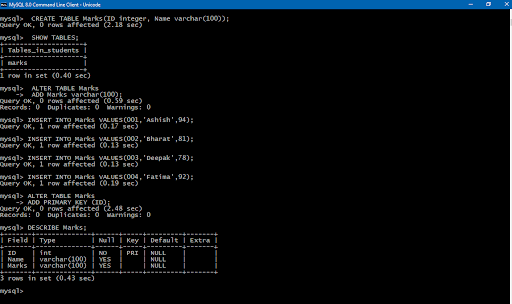 MySQL 8.0 Command Line Client - Unicode
mysql> CREATE TABLE Marks(ID integer, Name varchar(100));
Query OK, 0 rows affected (2.18 sec)
mysql> SHOW TABLES;
+--------------------+
| Tables_in_students |
+--------------------+
| marks |
+--------------------+
1 row in set (0.40 sec)
mysql> ALTER TABLE Marks
-> ADD Marks varchar(100);
Query OK, 0 rows affected (0.59 sec)
Records: 0 Duplicates: 0 Warnings: 0
mysql> INSERT INTO Marks VALUES(001,'Ashish',94);
Query OK, 1 row affected (0.17 sec)
mysql> INSERT INTO Marks VALUES(002,'Bharat',81);
Query OK, 1 row affected (0.13 sec)
mysql> INSERT INTO Marks VALUES(003,'Deepak',78);
Query OK, 1 row affected (0.13 sec)
mysql> INSERT INTO Marks VALUES(004,'Fatima',92);
Query OK, 1 row affected (0.19 sec)
mysql> ALTER TABLE Marks
-> ADD PRIMARY KEY (ID);
Query OK, 0 rows affected (2.48 sec)
Records: 0 Duplicates: 0 Warnings: 0
mysql> DESCRIBE Marks;
+-------+--------------+------+-----+---------+-------+
| Field | Type | Null | Key | Default | Extra |
+-------+--------------+------+-----+---------+-------+
| ID | int | NO | PRI | NULL | |
| Name | varchar(100) | YES | | NULL | |
| Marks | varchar(100) | YES | | NULL | |
+-------+--------------+------+-----+---------+-------+
3 rows in set (0.43 sec)
mysql>